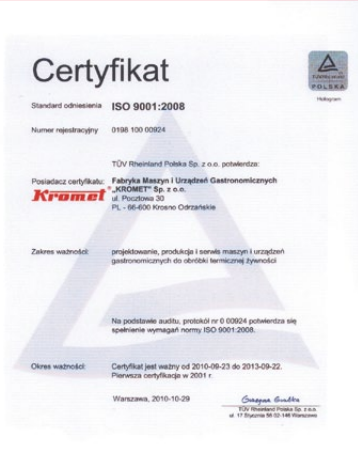 Certyfikat
POLSKA
Hologram
Standard odniesienia ISO 9001:2008
Numer rejestracyjny 0198 100 00924
TÜV Rheinland Polska Sp. z o.o. potwierdza:
Posiadacz certyfikatu: Fabryka Maszyn i Urządzeń Gastronomicznych
Kromet „KROMET" Sp. z o.o.
ul. Pocztowa 30
PL - 66-600 Krosno Odrzańskie
Zakres ważności: projektowanie, produkcja i serwis maszyn i urządzeń
gastronomicznych do obróbki termicznej żywności
Na podstawie auditu, protokół nr 0 00924 potwierdza się
spełnienie wymagań normy ISO 9001:2008.
Okres ważności: Certyfikat jest ważny od 2010-09-23 do 2013-09-22.
Pierwsza certyfikacja w 2001 r.
Warszawa, 2010-10-29
TÜV Rheinland Polska Sp. z o.o.
ul. 17 Stycznia 56 02-146 Warszawa